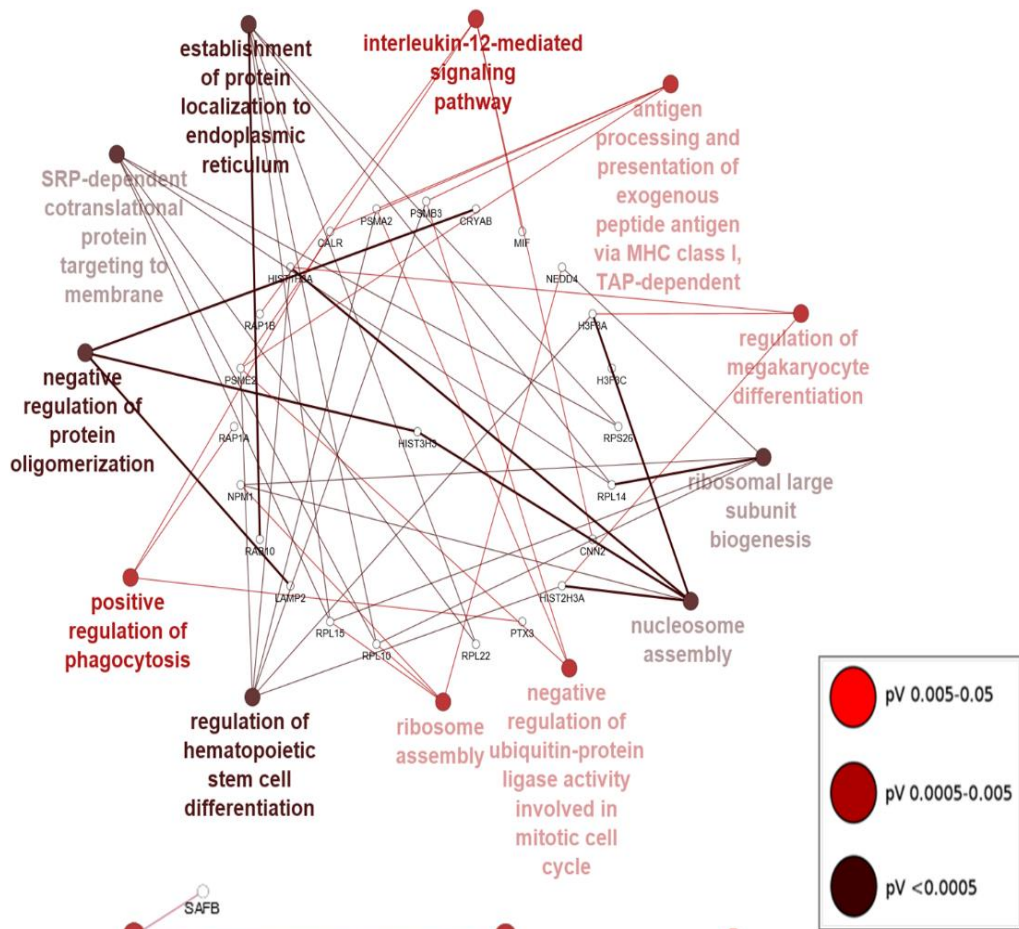 establishment
of protein
localization to
endoplasmic
reticulum
interleukin-12-mediated
signaling
pathway
antigen
processing and
presentation of
exogenous
peptide antigen
via MHC class I,
TAP-dependent
SRP-dependent
cotranslational
protein
targeting to
membrane
PSMA2
PSMB3
CRYAB
CALR
MIF
HIST1H3A
NEDD4
RAP1B
H3F3A
regulation of
megakaryocyte
differentiation
negative
regulation of
protein
oligomerization
PSME2
H3F3C
RAP1A
HIST3H3
RPS26
NPM1
RPL14
ribosomal large
subunit
biogenesis
RAB10
CNN2
positive
regulation of
phagocytosis
LAMP2
HIST2H3A
RPL15
RPL10
RPL22
PTX3
nucleosome
assembly
regulation of
hematopoietic
stem cell
differentiation
ribosome
assembly
negative
regulation of
ubiquitin-protein
ligase activity
involved in
mitotic cell
cycle
pV 0.005-0.05
pV 0.0005-0.005
pV <0.0005
SAFB